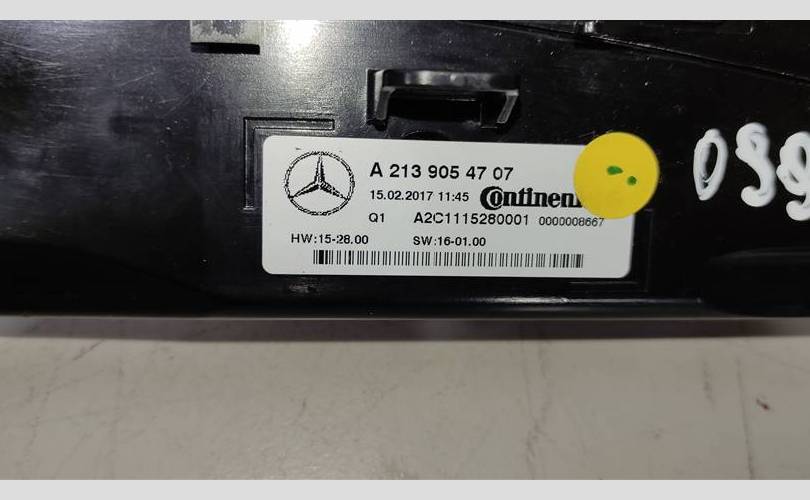 A 213 905 47 07
15.02.2017 11:45
Q1 A2C1115280001 0000008667
HW:15-28.00 SW:16-01.00